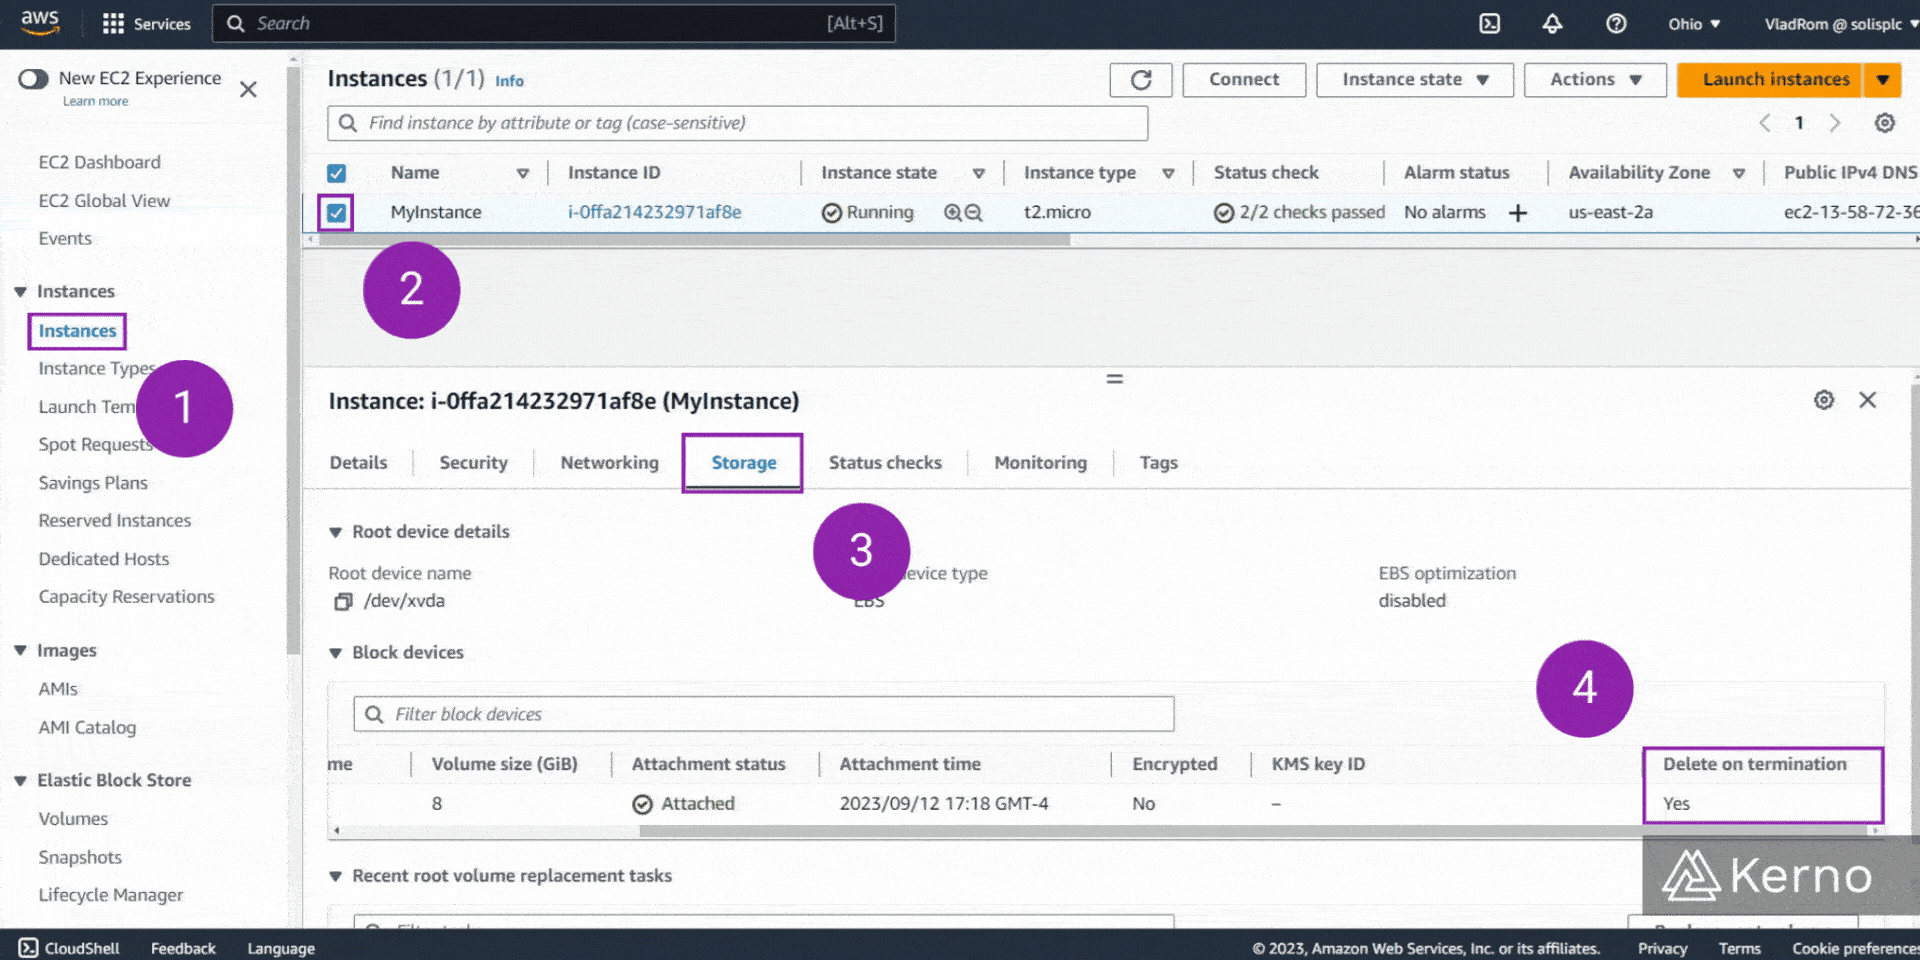 aws
Services
Search
[Alt+S]
Ohio
VladRom @ solisplc
New EC2 Experience
Learn more
EC2 Dashboard
EC2 Global View
Events
Instances
Instances
Instance Types
Launch Tem
Spot Requests
Savings Plans
Reserved Instances
Dedicated Hosts
Capacity Reservations
Images
AMIs
AMI Catalog
Elastic Block Store
Volumes
Snapshots
Lifecycle Manager
1
Instances (1/1) Info
Connect
Instance state
Actions
Launch instances
Find instance by attribute or tag (case-sensitive)
1
Name Instance ID Instance state Instance type Status check Alarm status Availability Zone Public IPv4 DNS
MyInstance i-0ffa214232971af8e Running t2.micro 2/2 checks passed No alarms us-east-2a ec2-13-58-72-36
2
Instance: i-0ffa214232971af8e (MyInstance)
Details Security Networking Storage Status checks Monitoring Tags
3
Root device details
Root device name
/dev/xvda
device type
EBS
EBS optimization
disabled
Block devices
4
Filter block devices
me Volume size (GiB) Attachment status Attachment time Encrypted KMS key ID Delete on termination
8 Attached 2023/09/12 17:18 GMT-4 No – Yes
Recent root volume replacement tasks
Kerno
CloudShell Feedback Language
© 2023, Amazon Web Services, Inc. or its affiliates. Privacy Terms Cookie preferences